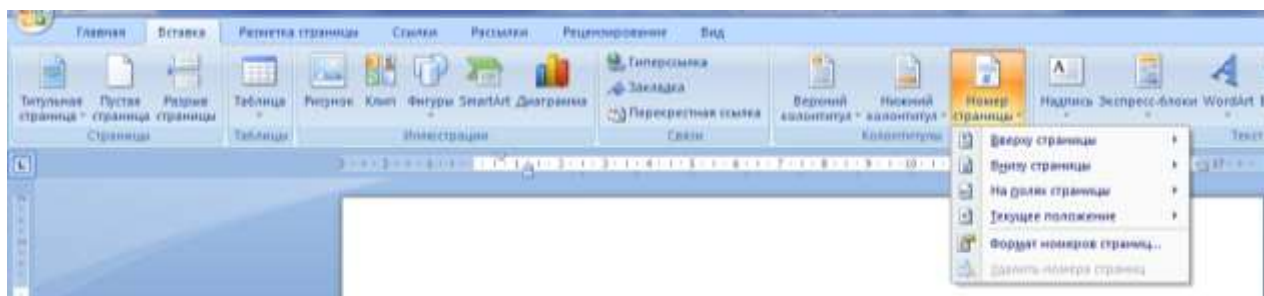 Главная Вставка Разметка страницы Ссылки Рассылки Рецензирование Вид
Титульная страница Пустая страница Разрыв страницы Таблица Рисунок Клип Фигуры SmartArt Диаграмма
Гиперссылка
Закладка
Перекрестная ссылка
Верхний колонтитул Нижний колонтитул Номер страницы Надпись Экспресс-блоки WordArt
Страницы Таблицы Иллюстрации Связи Колонтитулы Текст
Вверху страницы
Внизу страницы
На полях страницы
Текущее положение
Формат номеров страниц...
Удалить номера страниц